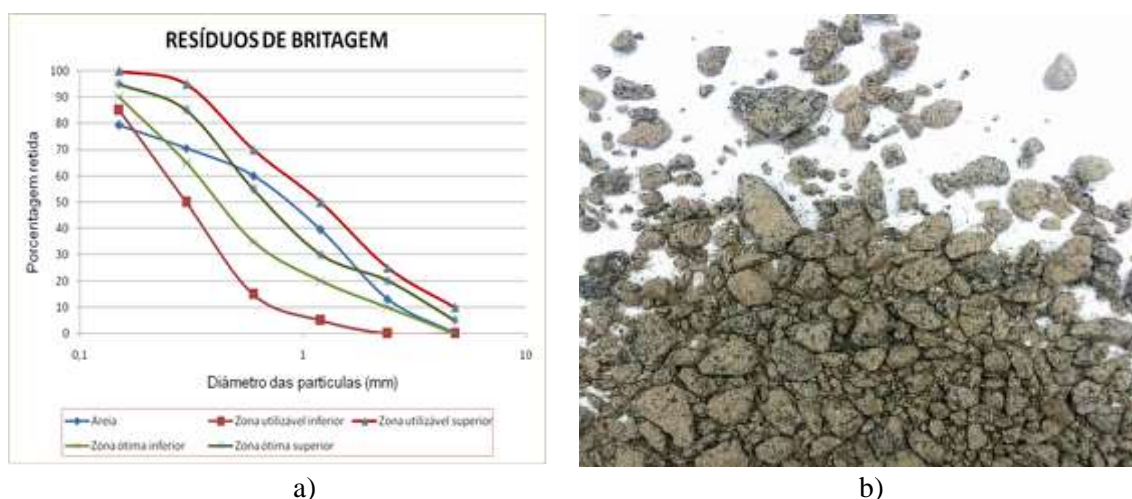 RESÍDUOS DE BRITAGEM
Porcentagem retida
100
90
80
70
60
50
40
30
20
10
0
0,1
1
10
Diâmetro das partículas (mm)
Areia
Zona utilizável inferior
Zona utilizável superior
Zona ótima inferior
Zona ótima superior
a)
b)